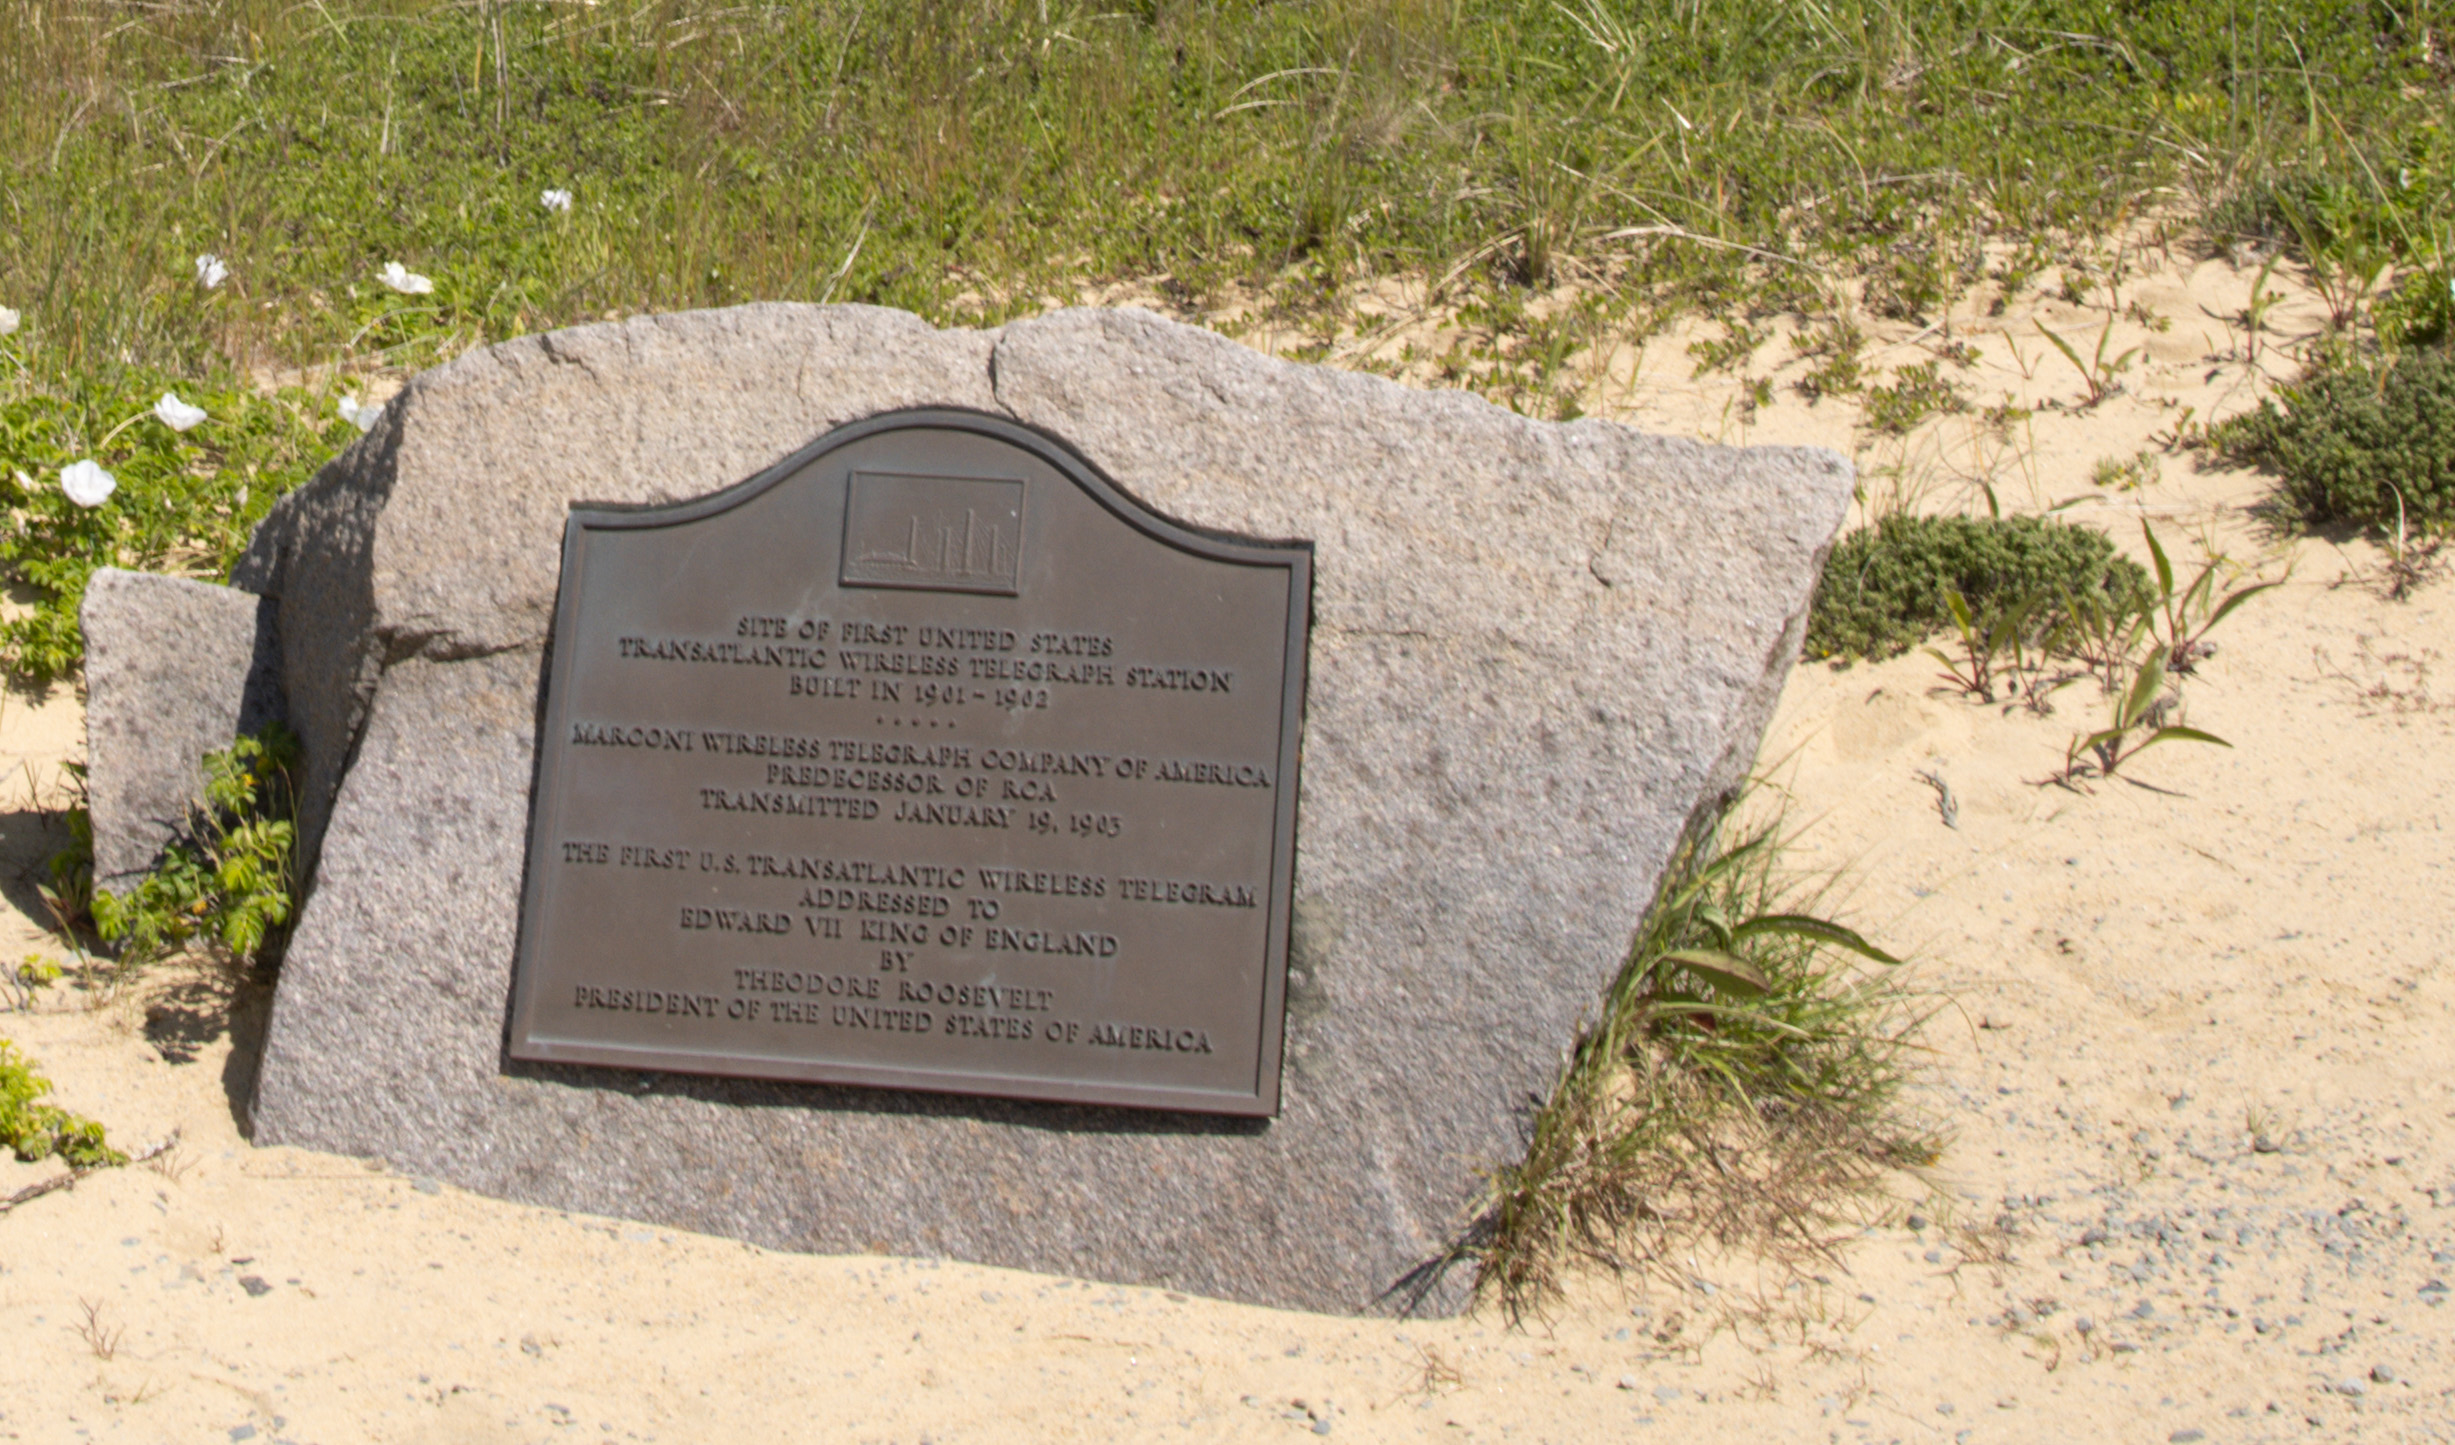 SITE OF FIRST UNITED STATES
TRANSATLANTIC WIRELESS TELEGRAPH STATION
BUILT IN 1901 - 1902
MARCONI WIRELESS TELEGRAPH COMPANY OF AMERICA
PREDECESSOR OF RCA
TRANSMITTED JANUARY 19, 1903
THE FIRST U.S. TRANSATLANTIC WIRELESS TELEGRAM
ADDRESSED TO
EDWARD VII KING OF ENGLAND
BY
THEODORE ROOSEVELT
PRESIDENT OF THE UNITED STATES OF AMERICA